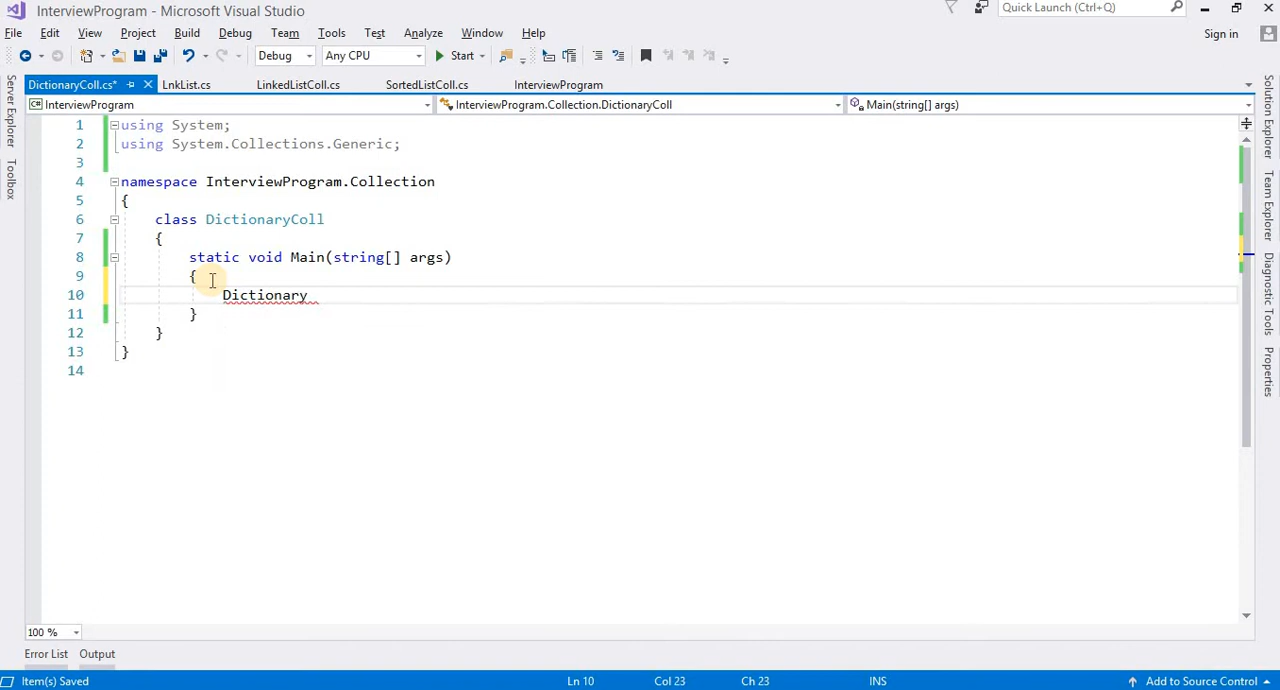 InterviewProgram - Microsoft Visual Studio
Quick Launch (Ctrl+Q)
File Edit View Project Build Debug Team Tools Test Analyze Window Help
Sign in
Debug Any CPU Start
DictionaryColl.cs* LnkList.cs LinkedListColl.cs SortedListColl.cs InterviewProgram
InterviewProgram InterviewProgram.Collection.DictionaryColl Main(string[] args)
Server Explorer
Toolbox
1 using System;
2 using System.Collections.Generic;
3
4 namespace InterviewProgram.Collection
5 {
6 class DictionaryColl
7 {
8 static void Main(string[] args)
9 {
10 Dictionary
11 }
12 }
13 }
14
Solution Explorer
Team Explorer
Diagnostic Tools
Properties
100 %
Error List Output
Item(s) Saved Ln 10 Col 23 Ch 23 INS Add to Source Control